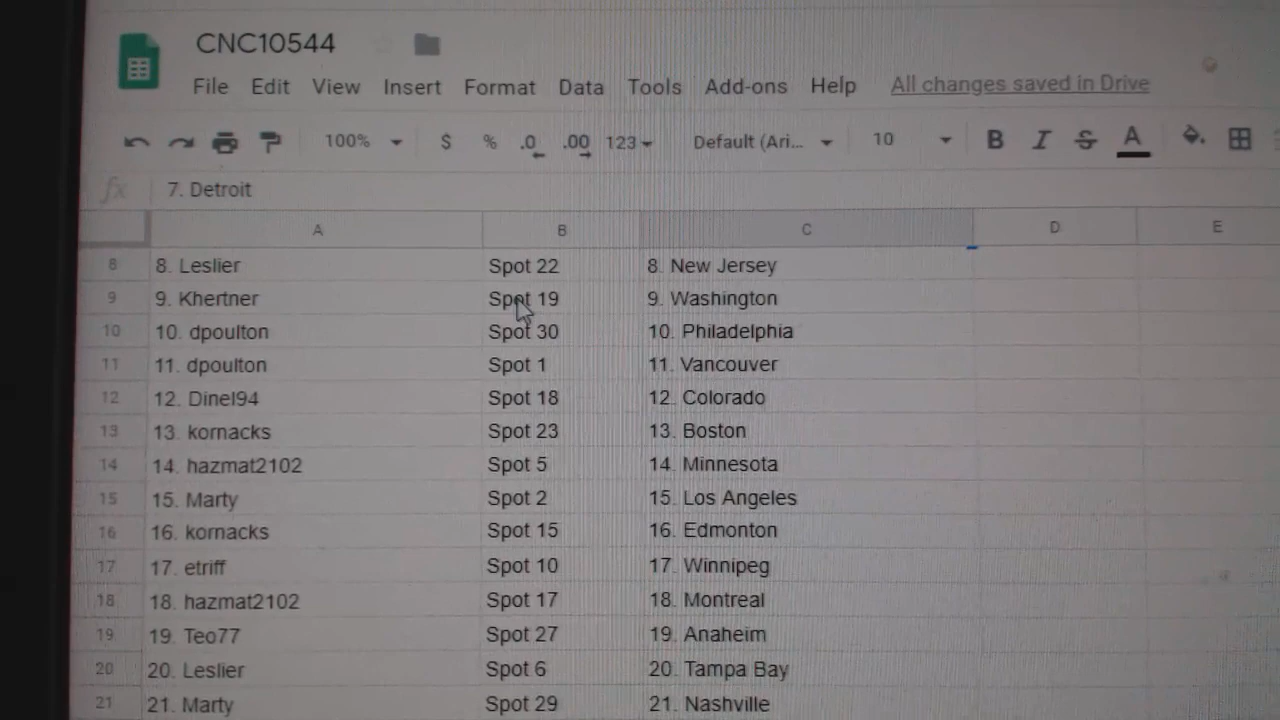 CNC10544
File Edit View Insert Format Data Tools Add-ons Help All changes saved in Drive
100% $ % .0 .00 123 Default (Ari... 10 B I S A
fx 7. Detroit
A B C D E
8 8. Leslier Spot 22 8. New Jersey
9 9. Khertner Spot 19 9. Washington
10 10. dpoulton Spot 30 10. Philadelphia
11 11. dpoulton Spot 1 11. Vancouver
12 12. Dinel94 Spot 18 12. Colorado
13 13. kornacks Spot 23 13. Boston
14 14. hazmat2102 Spot 5 14. Minnesota
15 15. Marty Spot 2 15. Los Angeles
16 16. kornacks Spot 15 16. Edmonton
17 17. etriff Spot 10 17. Winnipeg
18 18. hazmat2102 Spot 17 18. Montreal
19 19. Teo77 Spot 27 19. Anaheim
20 20. Leslier Spot 6 20. Tampa Bay
21 21. Marty Spot 29 21. Nashville